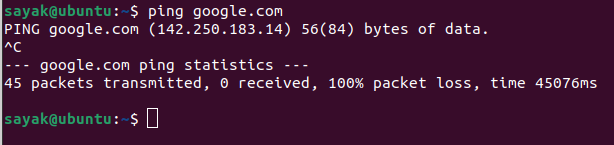 sayak@ubuntu:~$ ping google.com
PING google.com (142.250.183.14) 56(84) bytes of data.
^C
--- google.com ping statistics ---
45 packets transmitted, 0 received, 100% packet loss, time 45076ms
sayak@ubuntu:~$